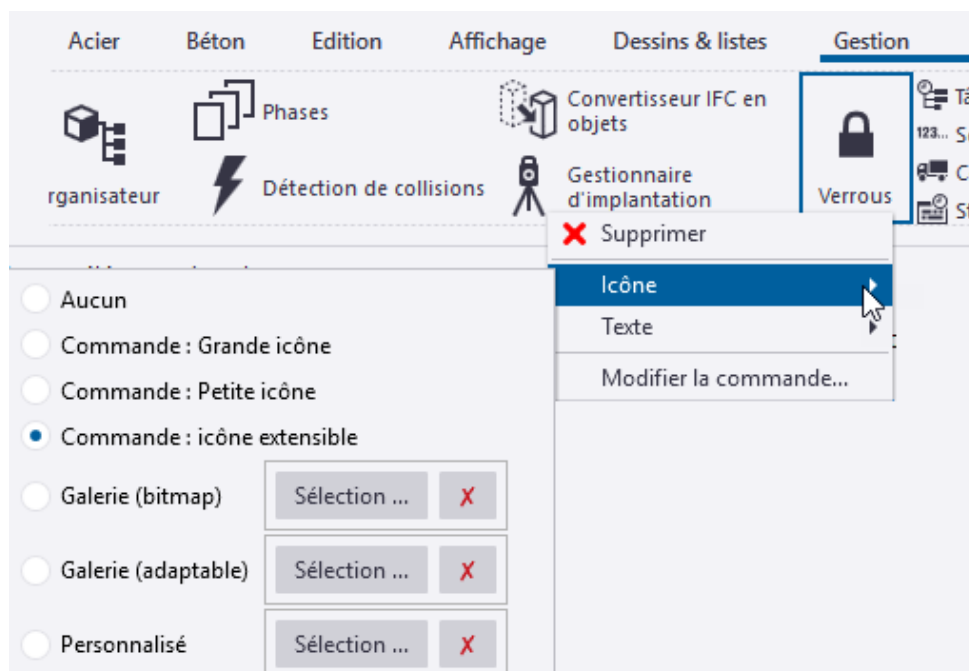 Acier Béton Edition Affichage Dessins & listes Gestion
Phases
Convertisseur IFC en
objets
123...
rganisateur
Détection de collisions
Gestionnaire
d'implantation
Verrous
Supprimer
Icône
Texte
Modifier la commande...
Aucun
Commande : Grande icône
Commande : Petite icône
Commande : icône extensible
Galerie (bitmap) Sélection ... X
Galerie (adaptable) Sélection ... X
Personnalisé Sélection ... X